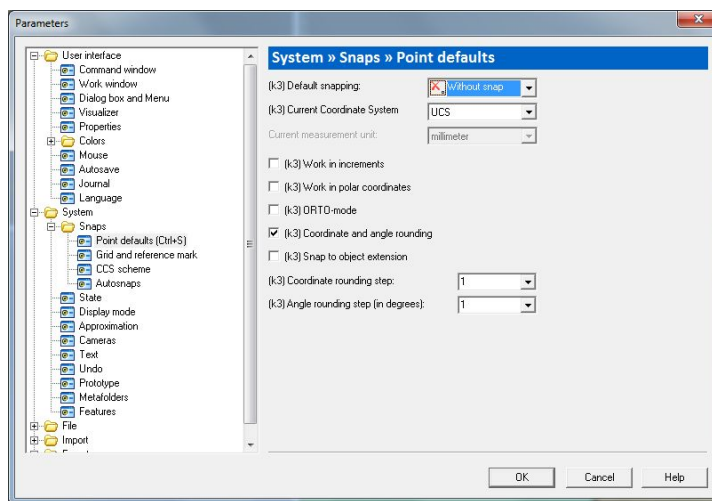 Parameters
User interface
Command window
Work window
Dialog box and Menu
Visualizer
Properties
Colors
Mouse
Autosave
Journal
Language
System
Snaps
Point defaults (Ctrl+S)
Grid and reference mark
CCS scheme
Autosnaps
State
Display mode
Approximation
Cameras
Text
Undo
Prototype
Metafolders
Features
File
Import
System » Snaps » Point defaults
(k3) Default snapping: Without snap
(k3) Current Coordinate System UCS
Current measurement unit: millimeter
(k3) Work in increments
(k3) Work in polar coordinates
(k3) ORTO-mode
(k3) Coordinate and angle rounding
(k3) Snap to object extension
(k3) Coordinate rounding step: 1
(k3) Angle rounding step (in degrees): 1
OK Cancel Help